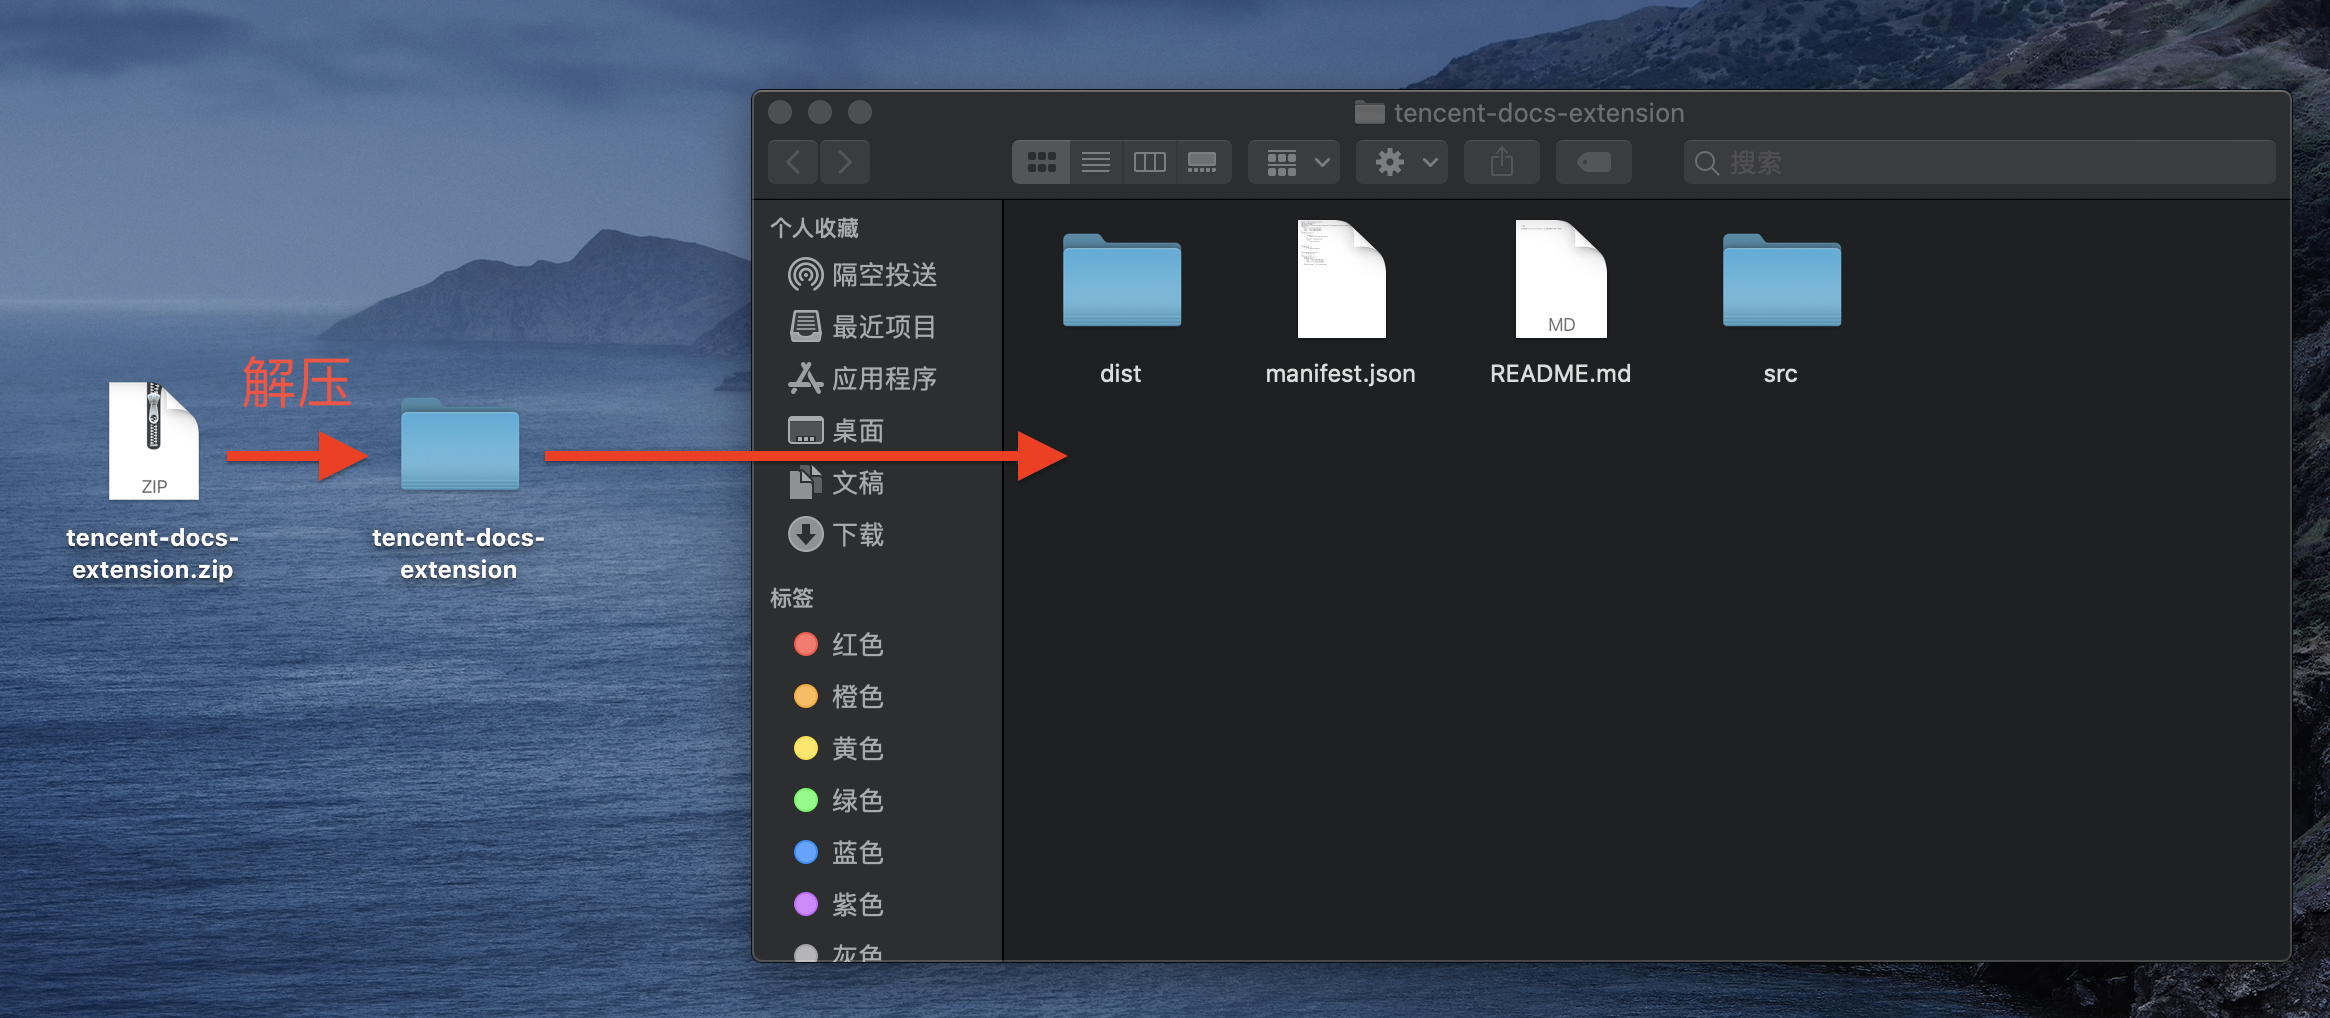 解压
ZIP
tencent-docs-
extension.zip
tencent-docs-
extension
tencent-docs-extension
搜索
个人收藏
隔空投送
最近项目
应用程序
桌面
文稿
下载
标签
红色
橙色
黄色
绿色
蓝色
紫色
灰色
dist
manifest.json
MD
README.md
src